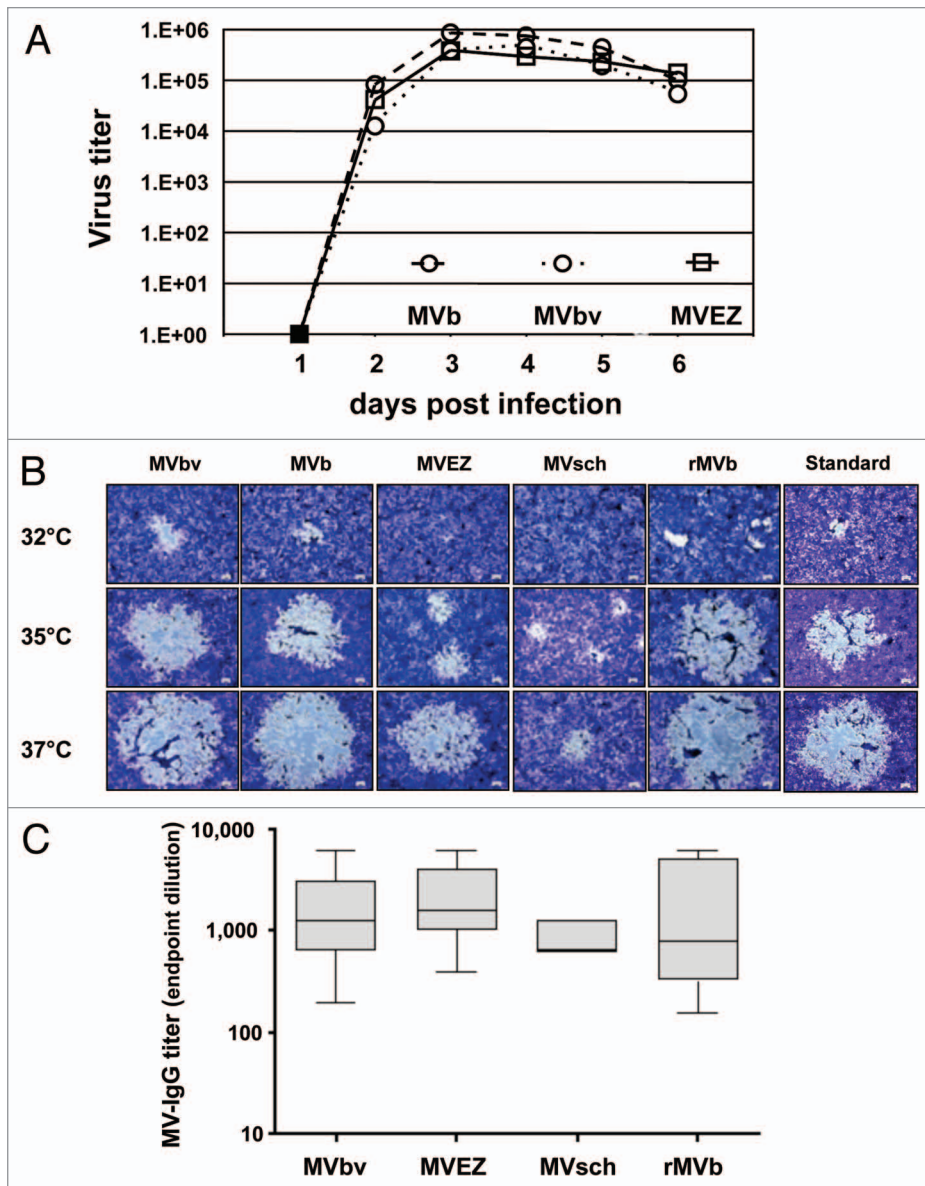 A
Virus titer
1.E+06
1.E+05
1.E+04
1.E+03
1.E+02
1.E+01
1.E+00
MVb MVbv MVEZ
1 2 3 4 5 6
days post infection
B
MVbv MVb MVEZ MVsch rMVb Standard
32°C
35°C
37°C
C
MV-IgG titer (endpoint dilution)
10,000
1,000
100
10
MVbv MVEZ MVsch rMVb